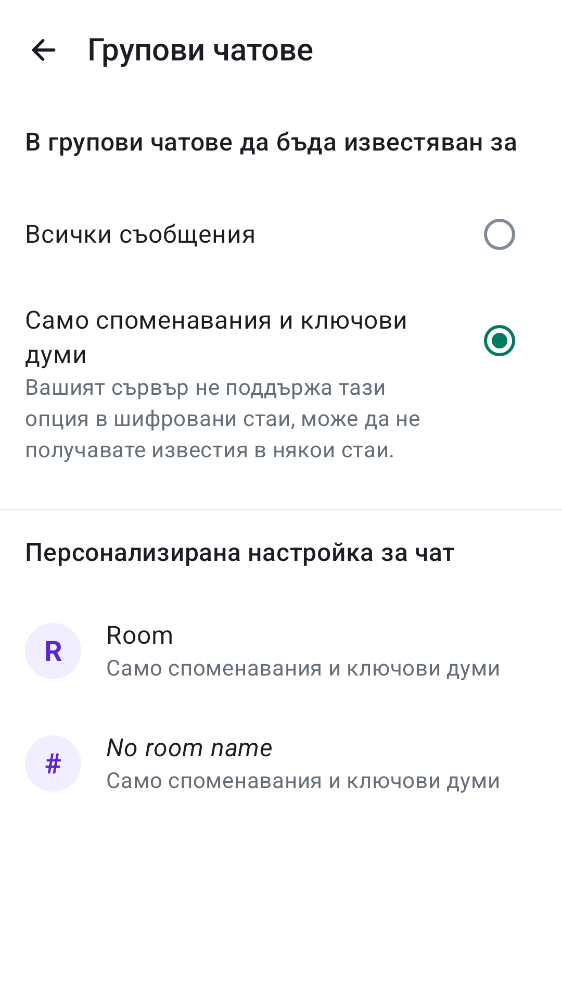 Групови чатове
В групови чатове да бъда известяван за
Всички съобщения
Само споменавания и ключови
думи
Вашият сървър не поддържа тази
опция в шифровани стаи, може да не
получавате известия в някои стаи.
Персонализирана настройка за чат
R
Room
Само споменавания и ключови думи
#
No room name
Само споменавания и ключови думи